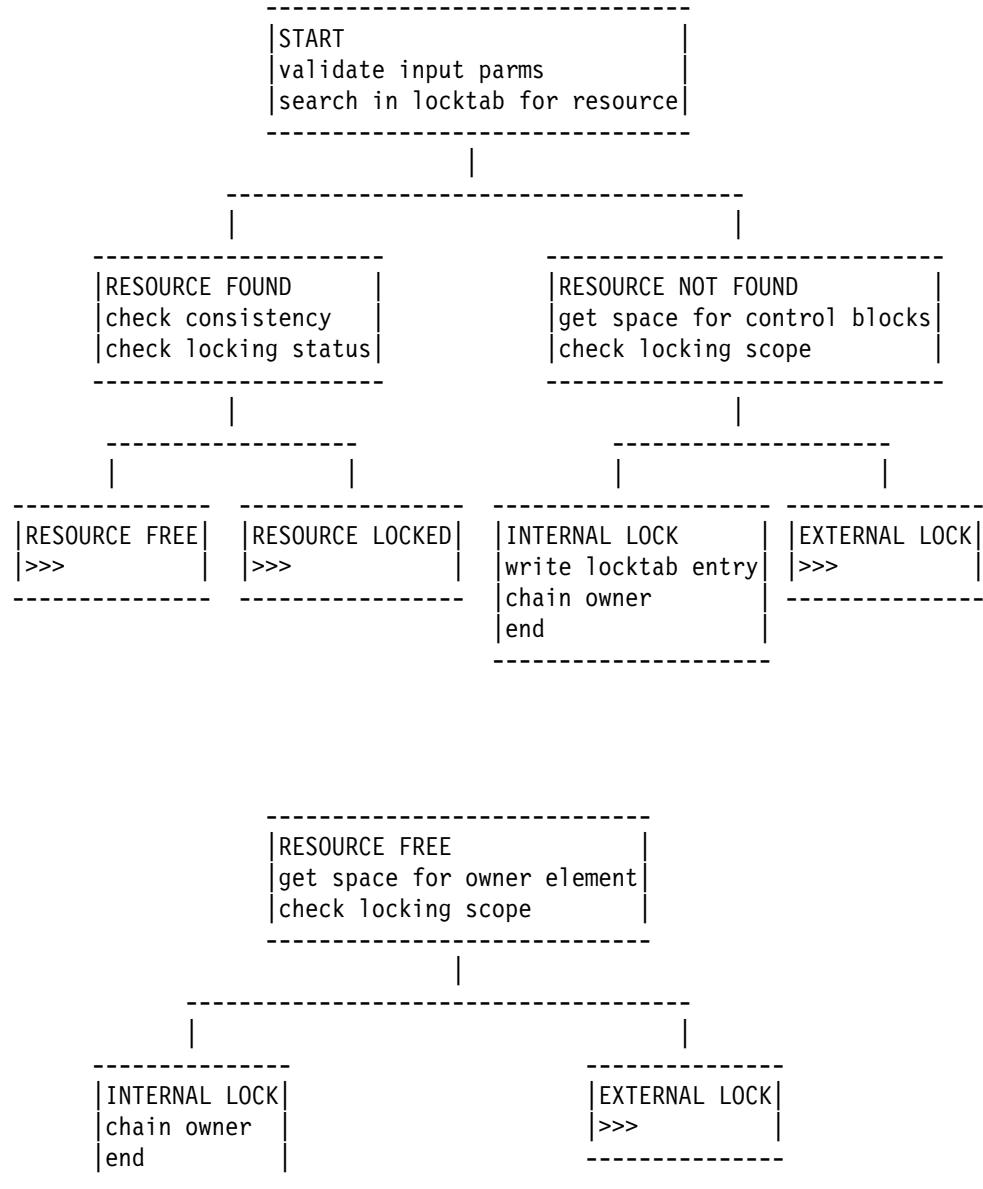 START
validate input parms
search in locktab for resource
RESOURCE FOUND
check consistency
check locking status
RESOURCE NOT FOUND
get space for control blocks
check locking scope
RESOURCE FREE
>>>
RESOURCE LOCKED
>>>
INTERNAL LOCK
write locktab entry
chain owner
end
EXTERNAL LOCK
>>>
RESOURCE FREE
get space for owner element
check locking scope
INTERNAL LOCK
chain owner
end
EXTERNAL LOCK
>>>